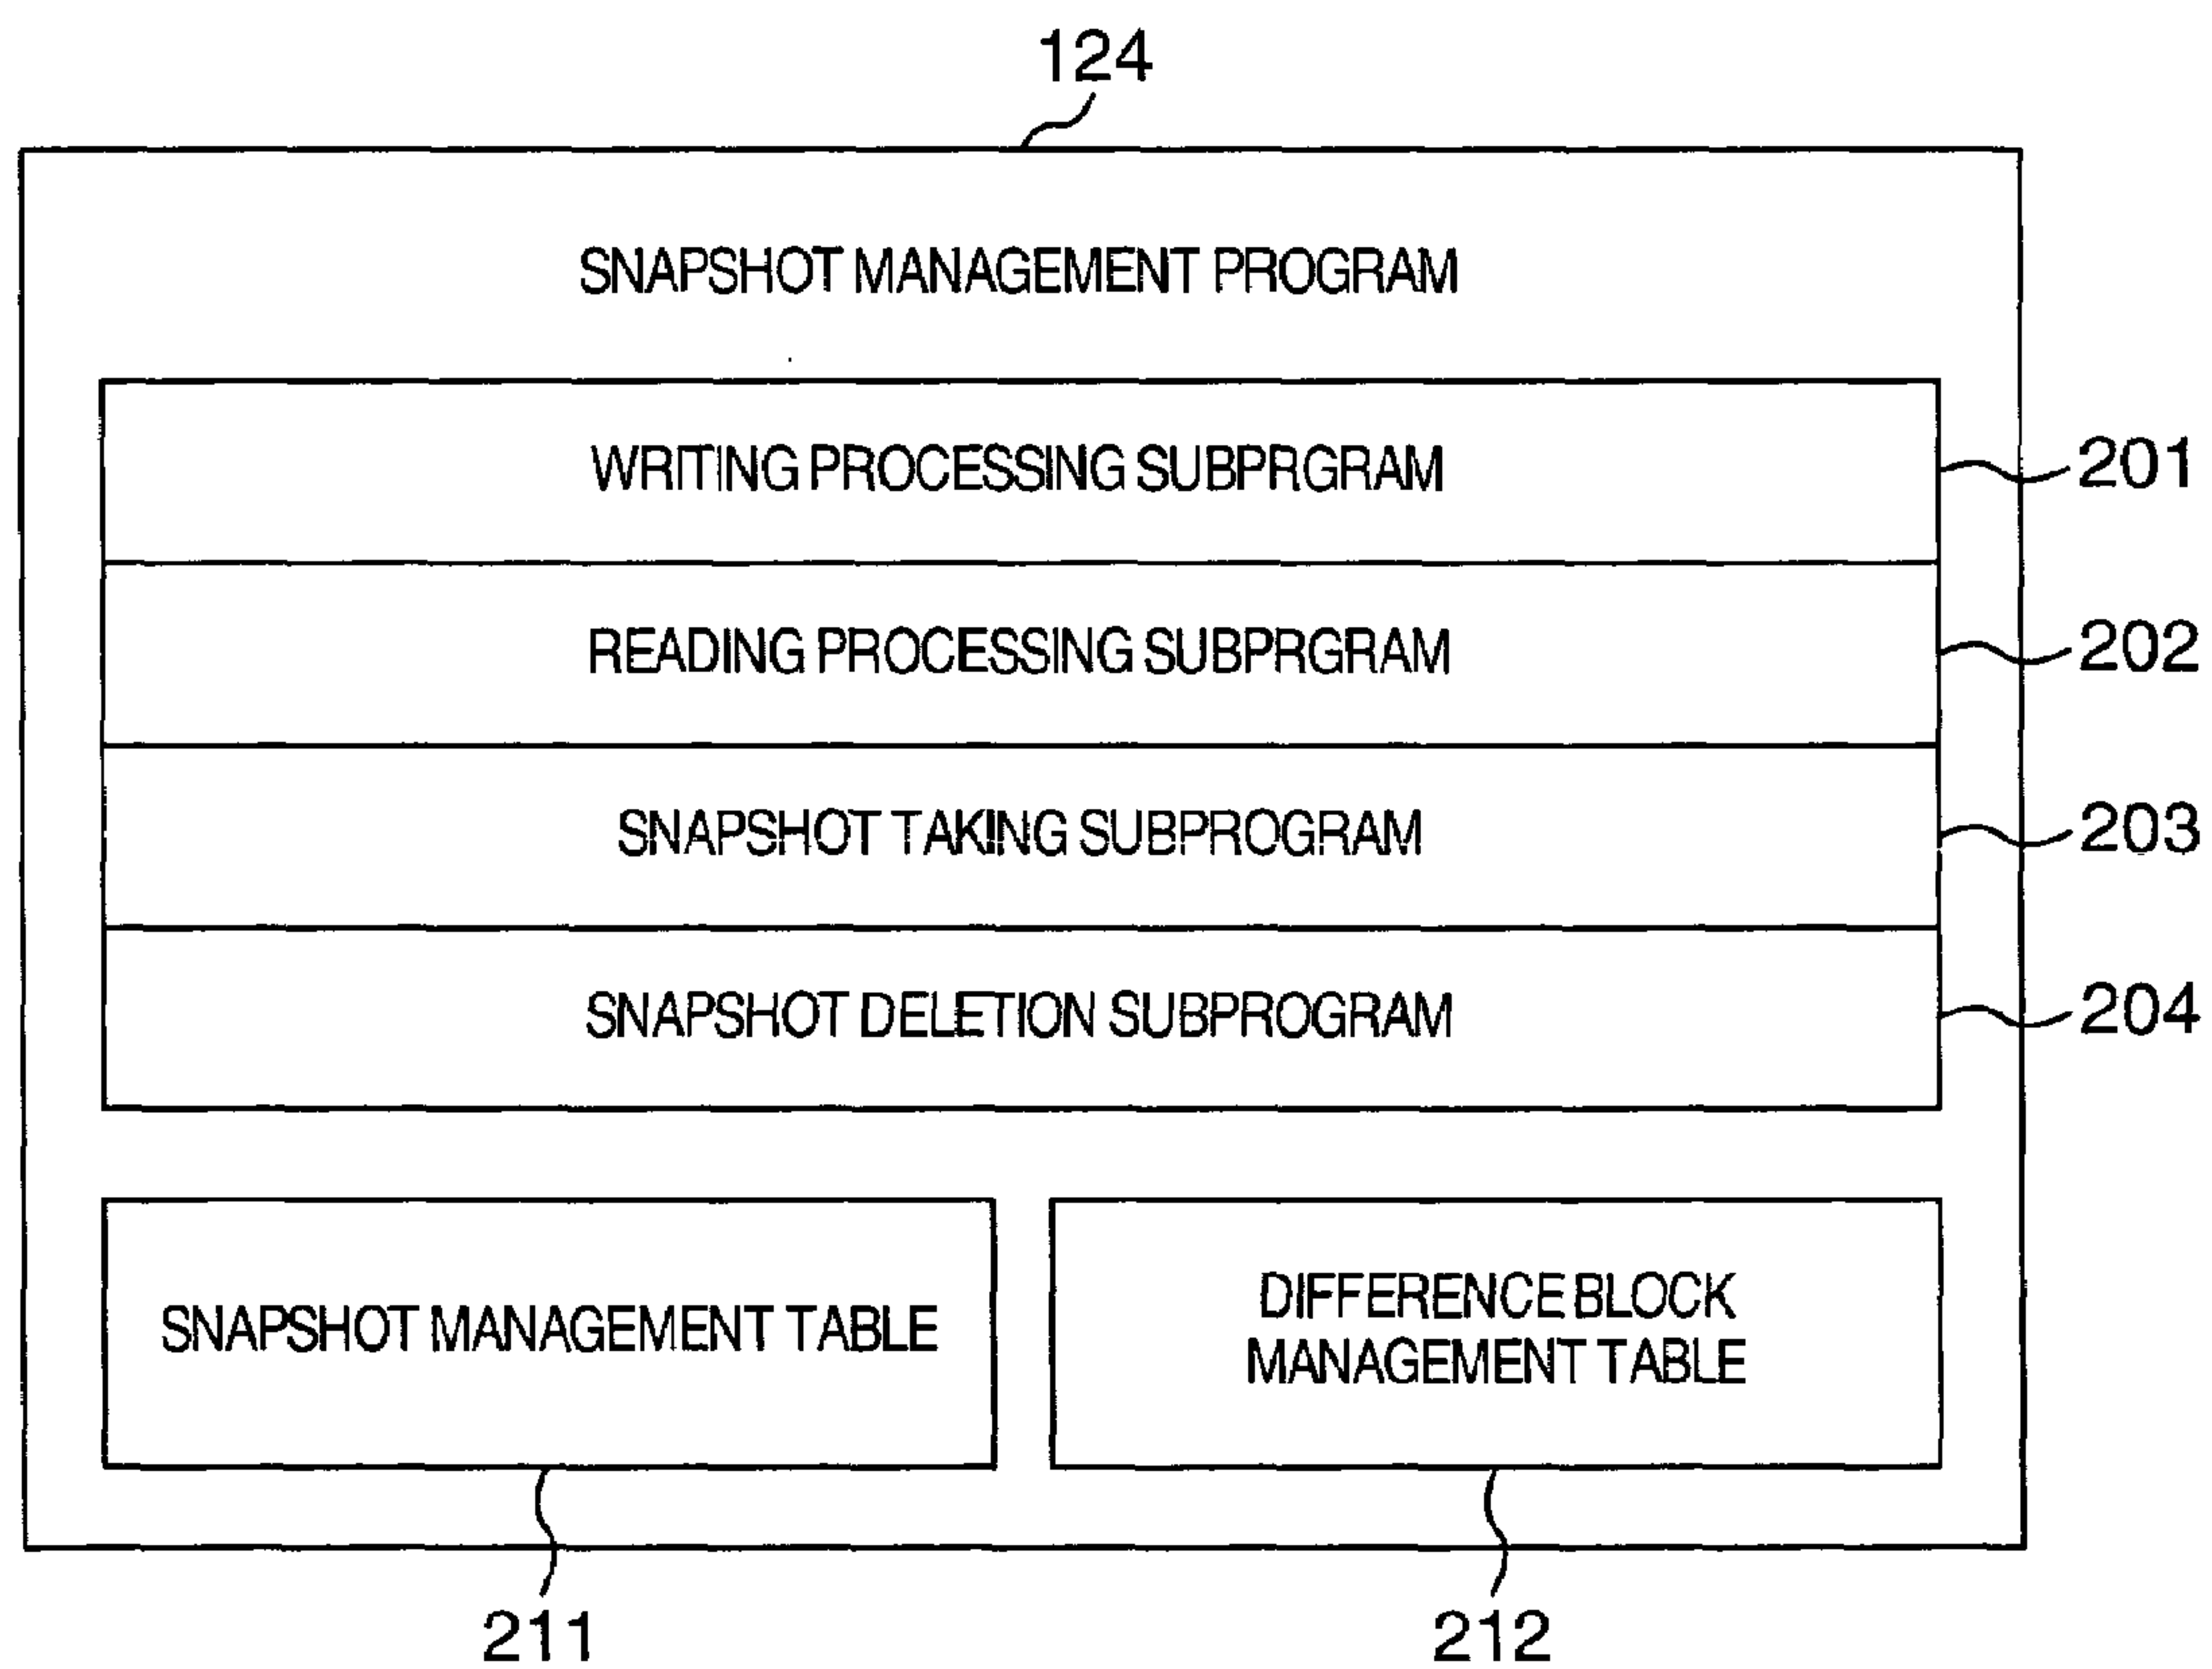 124
SNAPSHOT MANAGEMENT PROGRAM
WRITING PROCESSING SUBPRGRAM
201
READING PROCESSING SUBPRGRAM
202
SNAPSHOT TAKING SUBPROGRAM
203
SNAPSHOT DELETION SUBPROGRAM
204
SNAPSHOT MANAGEMENT TABLE
DIFFERENCE BLOCK
MANAGEMENT TABLE
211
212